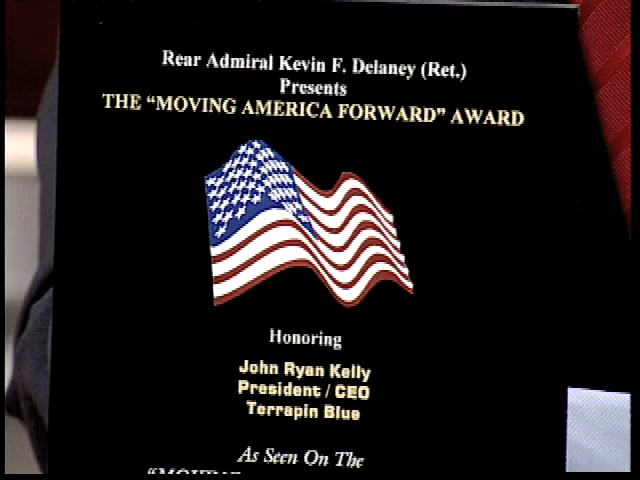 Rear Admiral Kevin F. Delaney (Ret.)
Presents
THE “MOVING AMERICA FORWARD” AWARD
Honoring
John Ryan Kelly
President / CEO
Terrapin Blue
As Seen On The